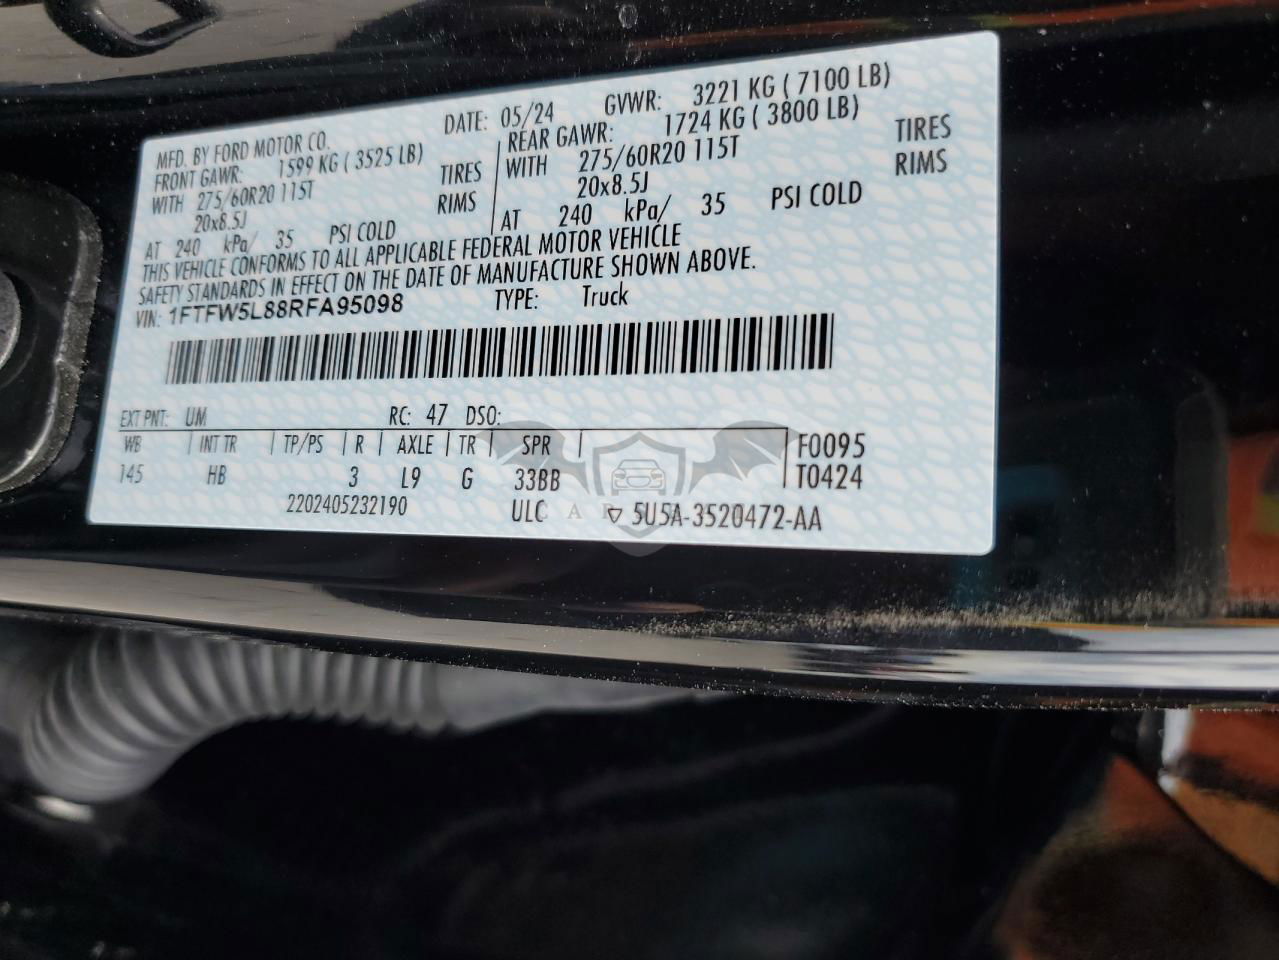 MFD. BY FORD MOTOR CO. DATE: 05/24 GVWR: 3221 KG ( 7100 LB)
FRONT GAWR: 1599 KG ( 3525 LB) REAR GAWR: 1724 KG ( 3800 LB)
WITH 275/60R20 115T TIRES WITH 275/60R20 115T TIRES
20x8.5J RIMS 20x8.5J RIMS
AT 240 kPa/ 35 PSI COLD AT 240 kPa/ 35 PSI COLD
THIS VEHICLE CONFORMS TO ALL APPLICABLE FEDERAL MOTOR VEHICLE
SAFETY STANDARDS IN EFFECT ON THE DATE OF MANUFACTURE SHOWN ABOVE.
VIN: 1FTFW5L88RFA95098 TYPE: Truck
EXT PNT: UM RC: 47 DSO:
WB INT TR TP/PS R AXLE TR SPR F0095
145 HB 3 L9 G 33BB T0424
2202405232190 ULC 5U5A-3520472-AA